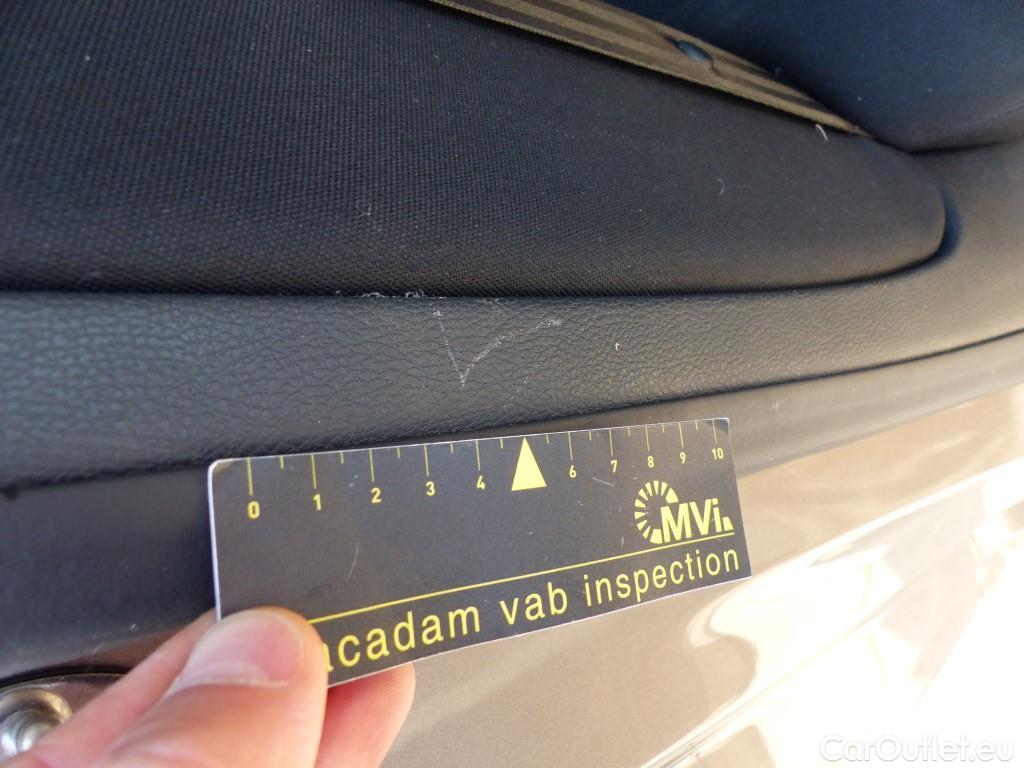 0 1 2 3 4 6 7 8 9 10
MVi.
acadam vab inspection
CarOutlet.eu